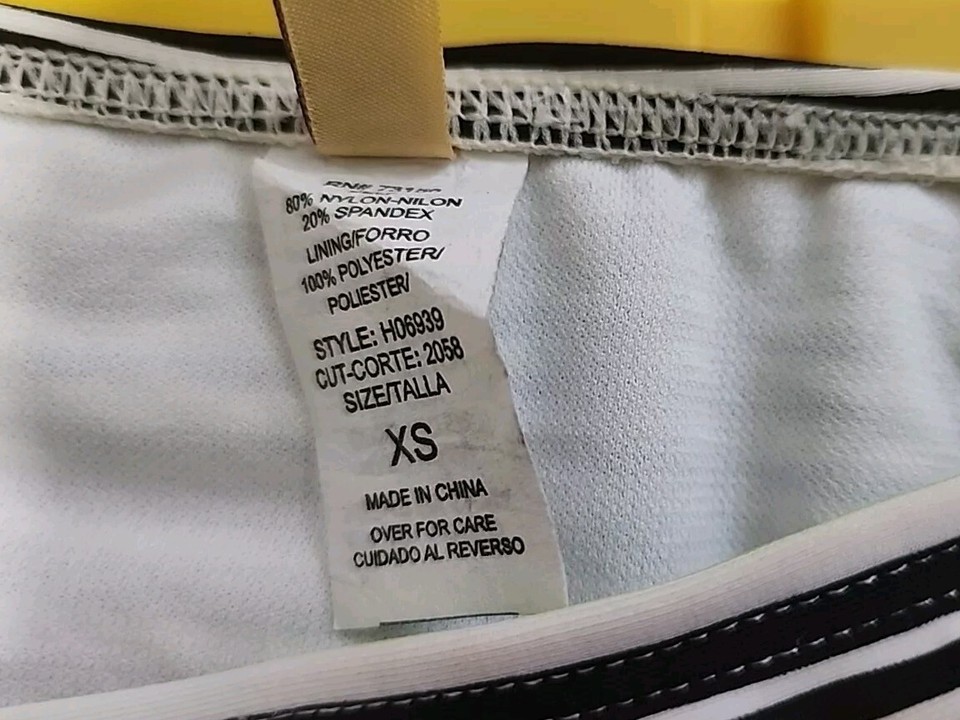 80% NYLON-NILON
20% SPANDEX
LINING/FORRO
100% POLYESTER/
POLIESTER/
STYLE: H06939
CUT-CORTE: 2058
SIZE/TALLA
XS
MADE IN CHINA
OVER FOR CARE
CUIDADO AL REVERSO